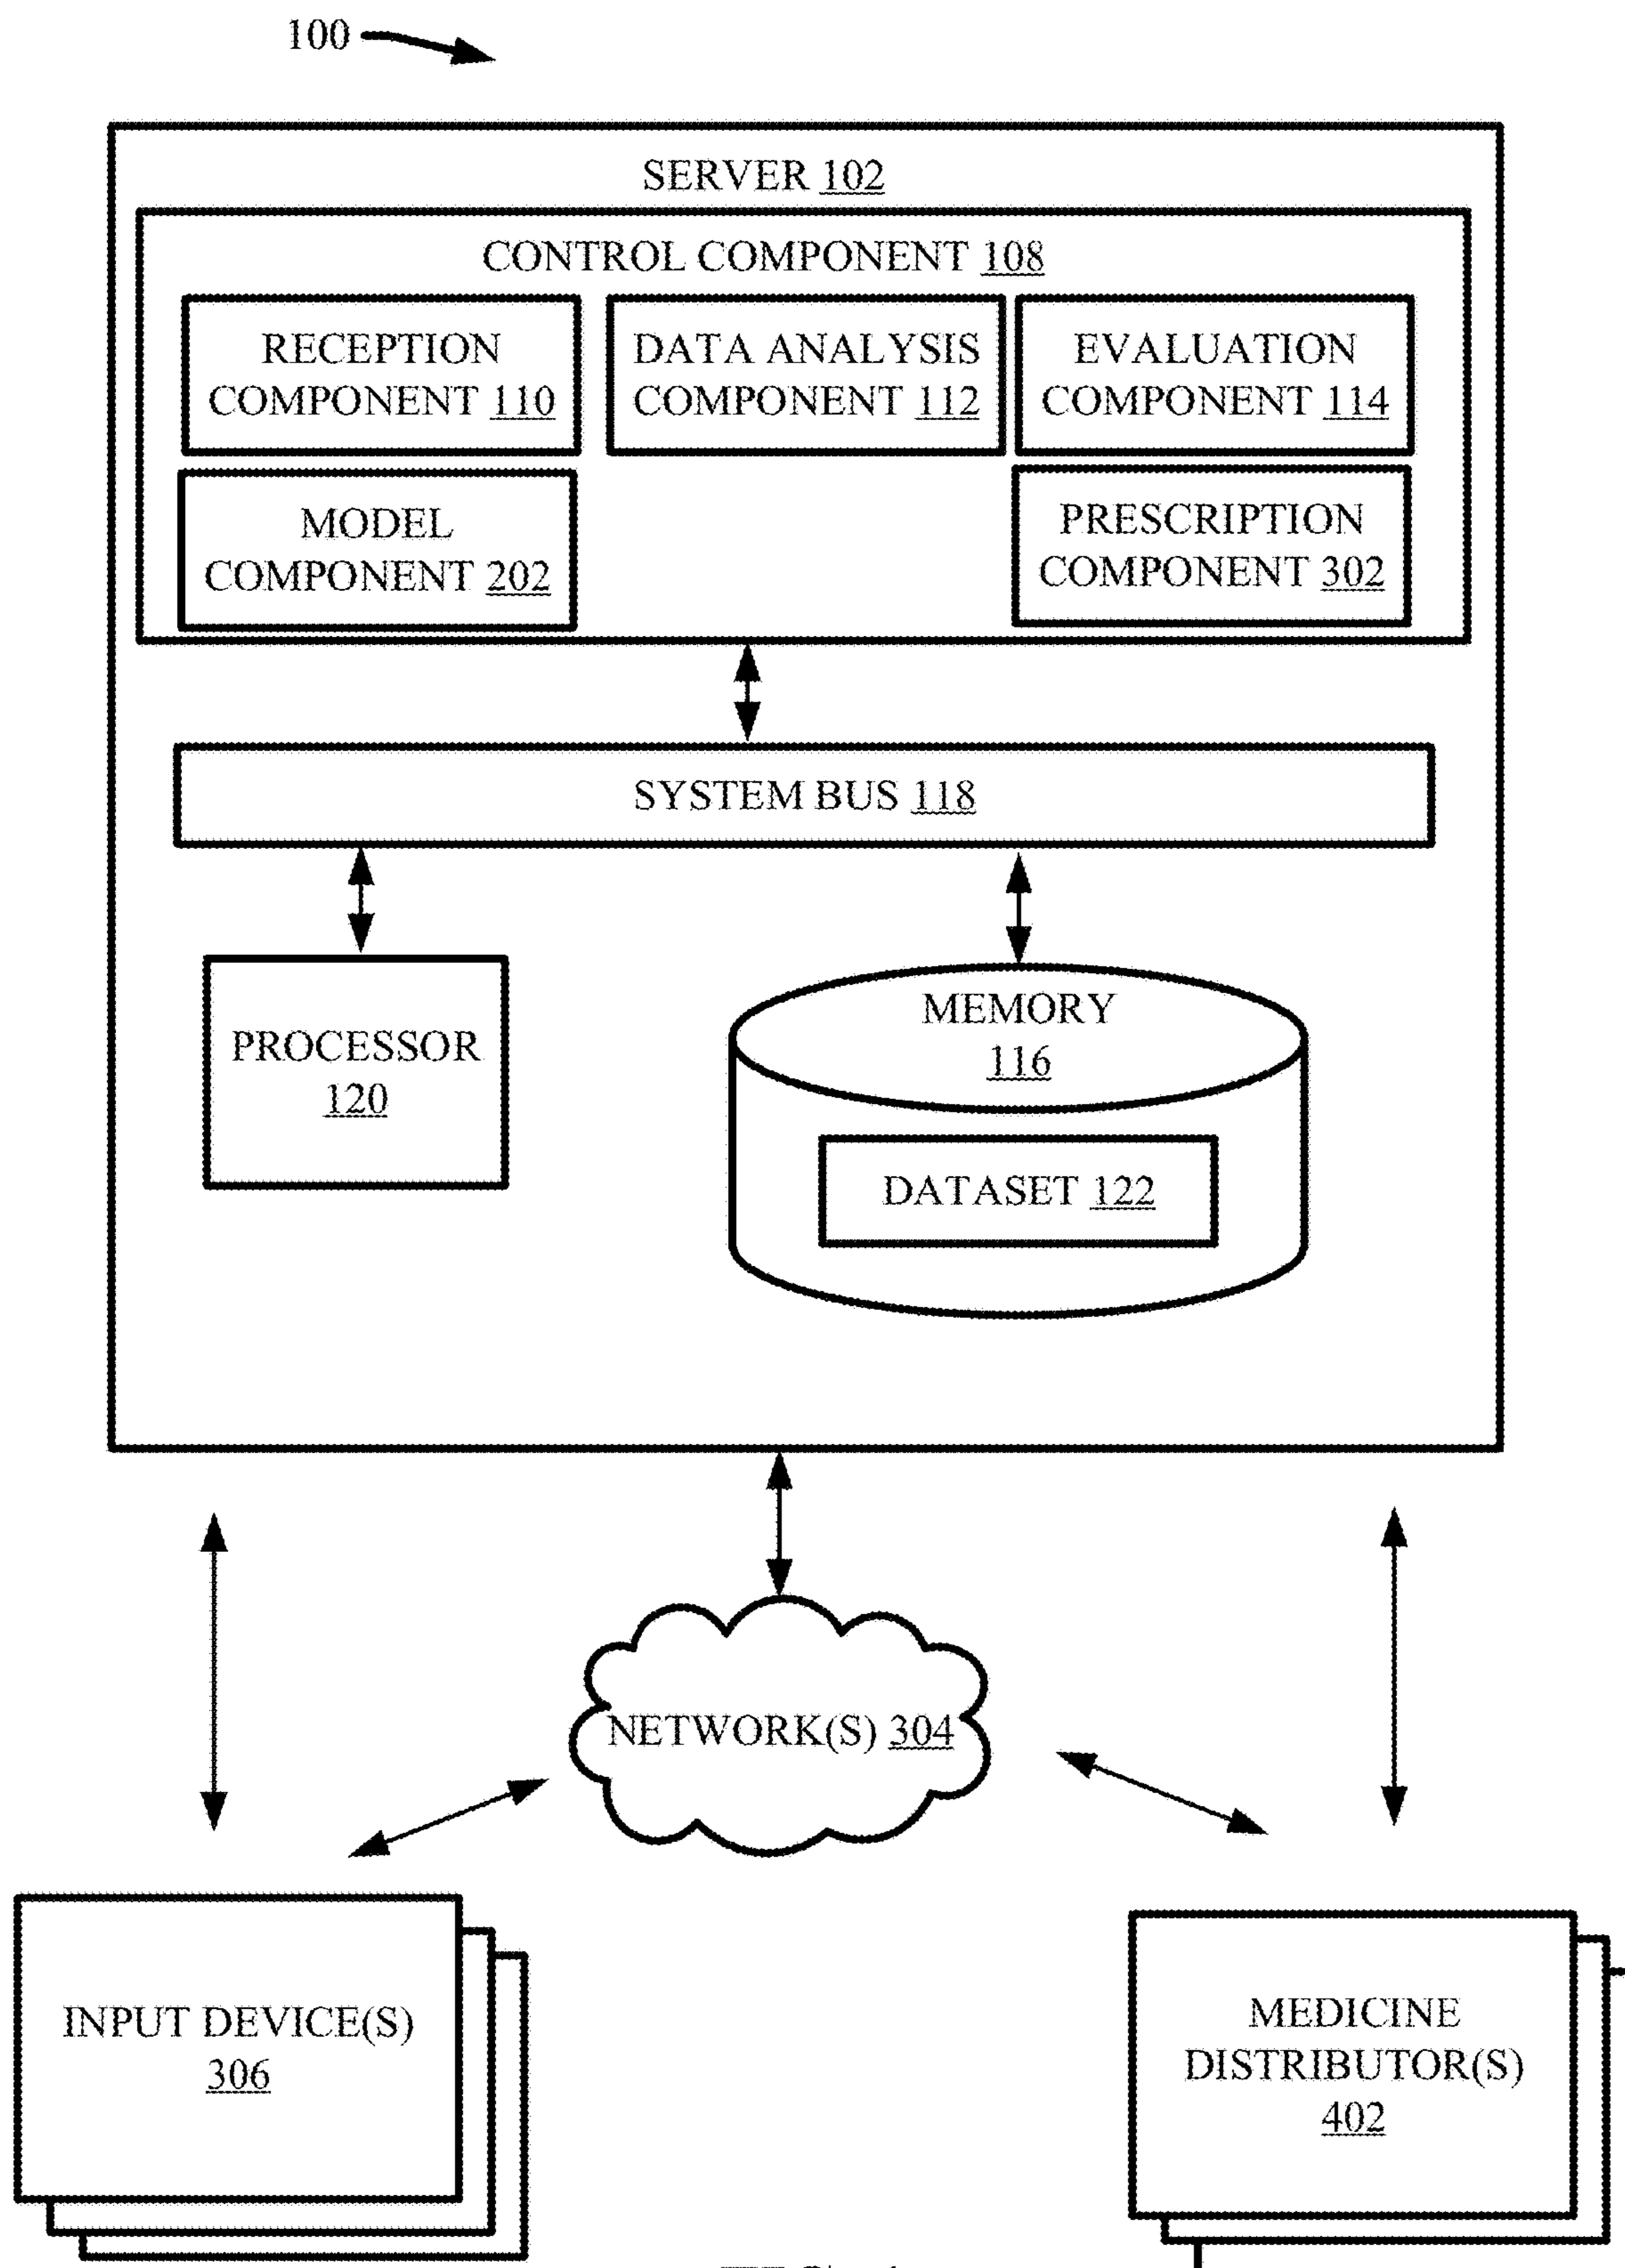 100
SERVER 102
CONTROL COMPONENT 108
RECEPTION
COMPONENT 110
DATA ANALYSIS
COMPONENT 112
EVALUATION
COMPONENT 114
MODEL
COMPONENT 202
PRESCRIPTION
COMPONENT 302
SYSTEM BUS 118
PROCESSOR
120
MEMORY
116
DATASET 122
NETWORK(S) 304
INPUT DEVICE(S)
306
MEDICINE
DISTRIBUTOR(S)
402